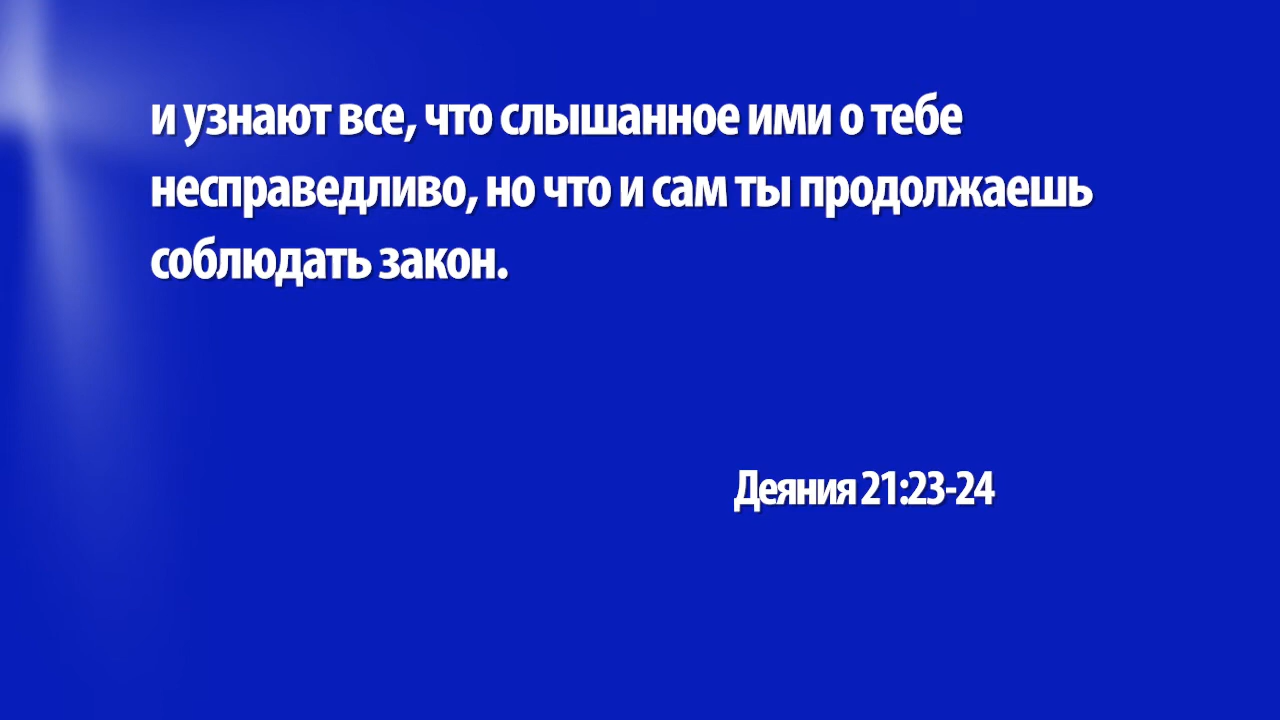 и узнают все, что слышанное ими о тебе
несправедливо, но что и сам ты продолжаешь
соблюдать закон.
Деяния 21:23-24